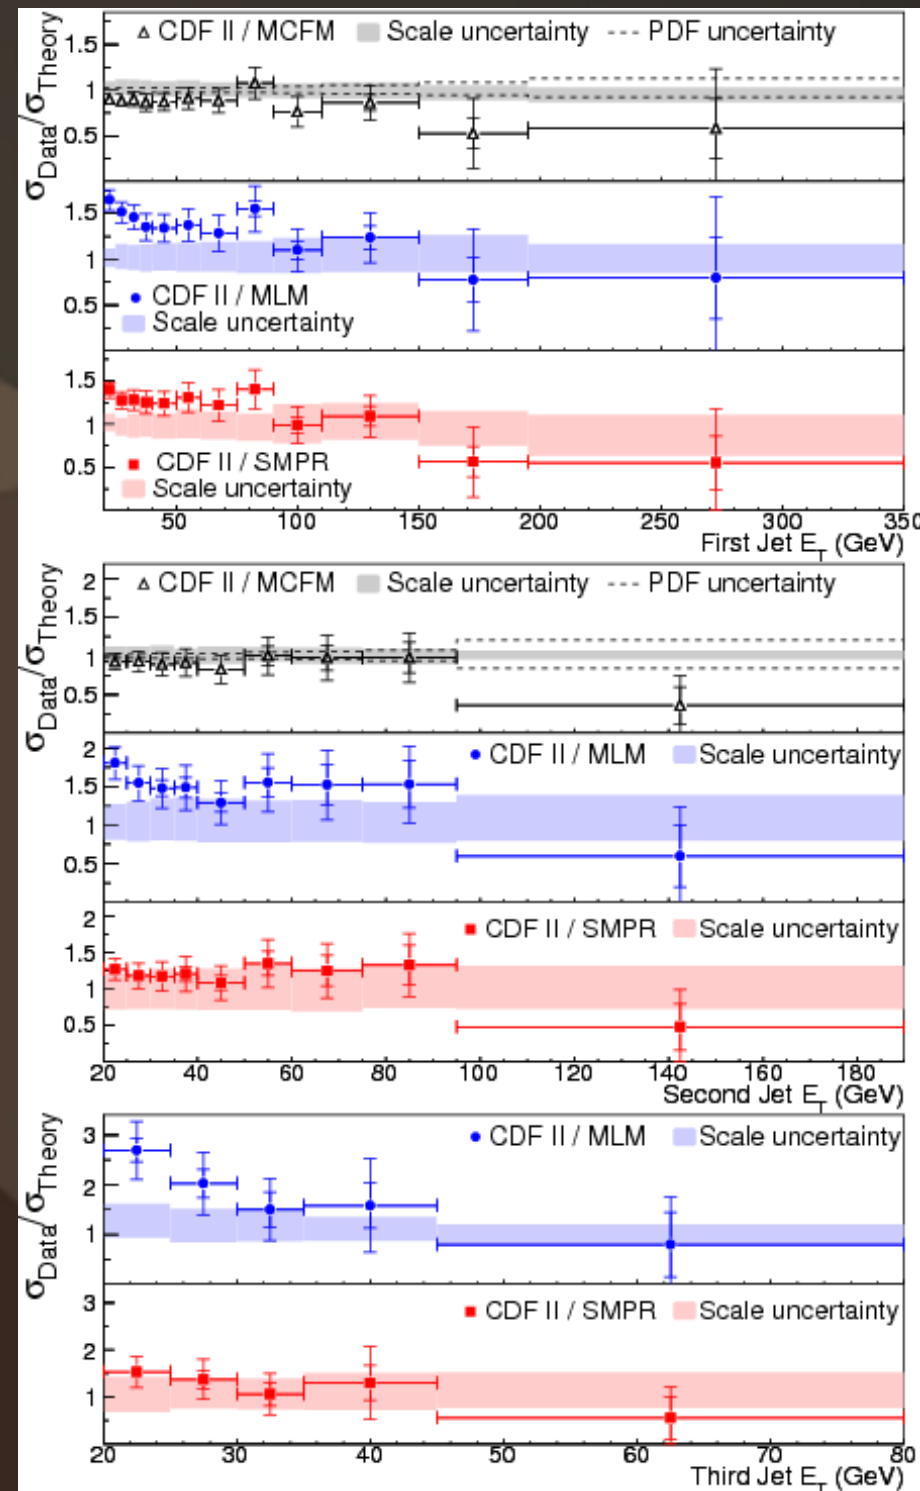 △ CDF II / MCFM Scale uncertainty --- PDF uncertainty
1.5
1
0.5
σData/σTheory
1.5
1
0.5
● CDF II / MLM
Scale uncertainty
1.5
1
0.5
■ CDF II / SMPR
Scale uncertainty
50 100 150 200 250 300 350
First Jet ET (GeV)
△ CDF II / MCFM Scale uncertainty --- PDF uncertainty
2
1.5
1
0.5
σData/σTheory
● CDF II / MLM Scale uncertainty
2
1.5
1
0.5
■ CDF II / SMPR Scale uncertainty
2
1.5
1
0.5
20 40 60 80 100 120 140 160 180
Second Jet ET (GeV)
● CDF II / MLM Scale uncertainty
3
2
1
σData/σTheory
■ CDF II / SMPR Scale uncertainty
3
2
1
20 30 40 50 60 70 80
Third Jet ET (GeV)